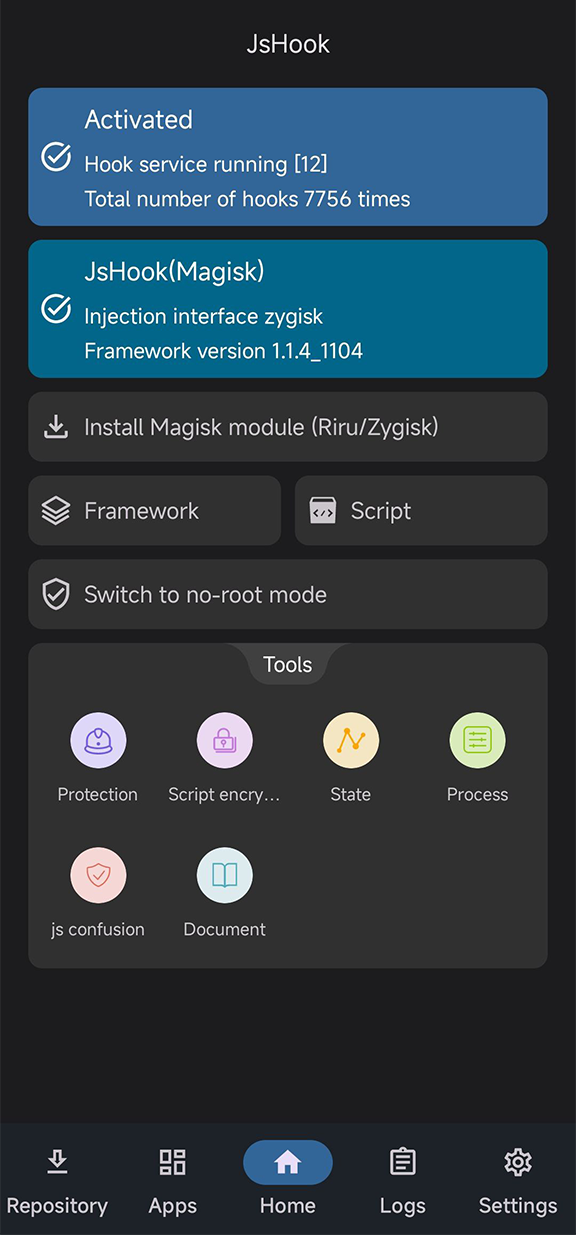 JsHook
Activated
Hook service running [12]
Total number of hooks 7756 times
JsHook(Magisk)
Injection interface zygisk
Framework version 1.1.4_1104
Install Magisk module (Riru/Zygisk)
Framework
Script
Switch to no-root mode
Tools
Protection
Script encry...
State
Process
js confusion
Document
Repository
Apps
Home
Logs
Settings